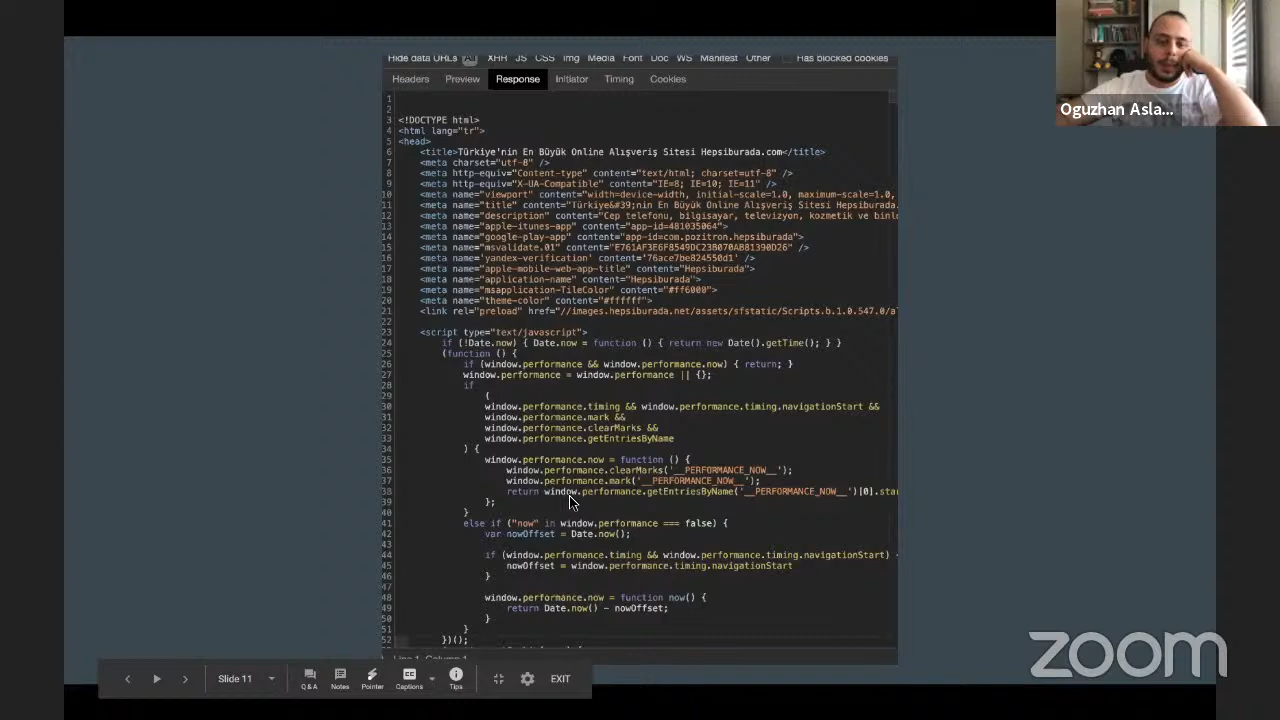 Hide data URLs All XHR JS CSS Img Media Font Doc WS Manifest Other Has blocked cookies
Headers Preview Response Initiator Timing Cookies
1
2
3 <!DOCTYPE html>
4 <html lang="tr">
5 <head>
6 <title>Türkiye'nin En Büyük Online Alışveriş Sitesi Hepsiburada.com</title>
7 <meta charset="utf-8" />
8 <meta http-equiv="Content-type" content="text/html; charset=utf-8" />
9 <meta http-equiv="X-UA-Compatible" content="IE=8; IE=10; IE=11" />
10 <meta name="viewport" content="width=device-width, initial-scale=1.0, maximum-scale=1.0,
11 <meta name="title" content="Türkiye&#39;nin En Büyük Online Alışveriş Sitesi Hepsiburada.
12 <meta name="description" content="Cep telefonu, bilgisayar, televizyon, kozmetik ve binl
13 <meta name="apple-itunes-app" content="app-id=481035064">
14 <meta name="google-play-app" content="app-id=com.pozitron.hepsiburada">
15 <meta name="msvalidate.01" content="E761AF3E6F8549DC23B070AB81390D26" />
16 <meta name='yandex-verification' content='76ace7be824550d1' />
17 <meta name="apple-mobile-web-app-title" content="Hepsiburada">
18 <meta name="application-name" content="Hepsiburada">
19 <meta name="msapplication-TileColor" content="#ff6000">
20 <meta name="theme-color" content="#ffffff">
21 <link rel="preload" href="//images.hepsiburada.net/assets/sfstatic/Scripts.b.1.0.547.0/al
22
23 <script type="text/javascript">
24 if (!Date.now) { Date.now = function () { return new Date().getTime(); } }
25 (function () {
26 if (window.performance && window.performance.now) { return; }
27 window.performance = window.performance || {};
28 if
29 (
30 window.performance.timing && window.performance.timing.navigationStart &&
31 window.performance.mark &&
32 window.performance.clearMarks &&
33 window.performance.getEntriesByName
34 ) {
35 window.performance.now = function () {
36 window.performance.clearMarks('__PERFORMANCE_NOW__');
37 window.performance.mark('__PERFORMANCE_NOW__');
38 return window.performance.getEntriesByName('__PERFORMANCE_NOW__')[0].star
39 };
40 }
41 else if ("now" in window.performance === false) {
42 var nowOffset = Date.now();
43
44 if (window.performance.timing && window.performance.timing.navigationStart)
45 nowOffset = window.performance.timing.navigationStart
46 }
47
48 window.performance.now = function now() {
49 return Date.now() - nowOffset;
50 }
51 }
52 })();
Line 1, Column 1
Oguzhan Asla...
Slide 11
Q & A Notes Pointer Captions Tips EXIT
zoom